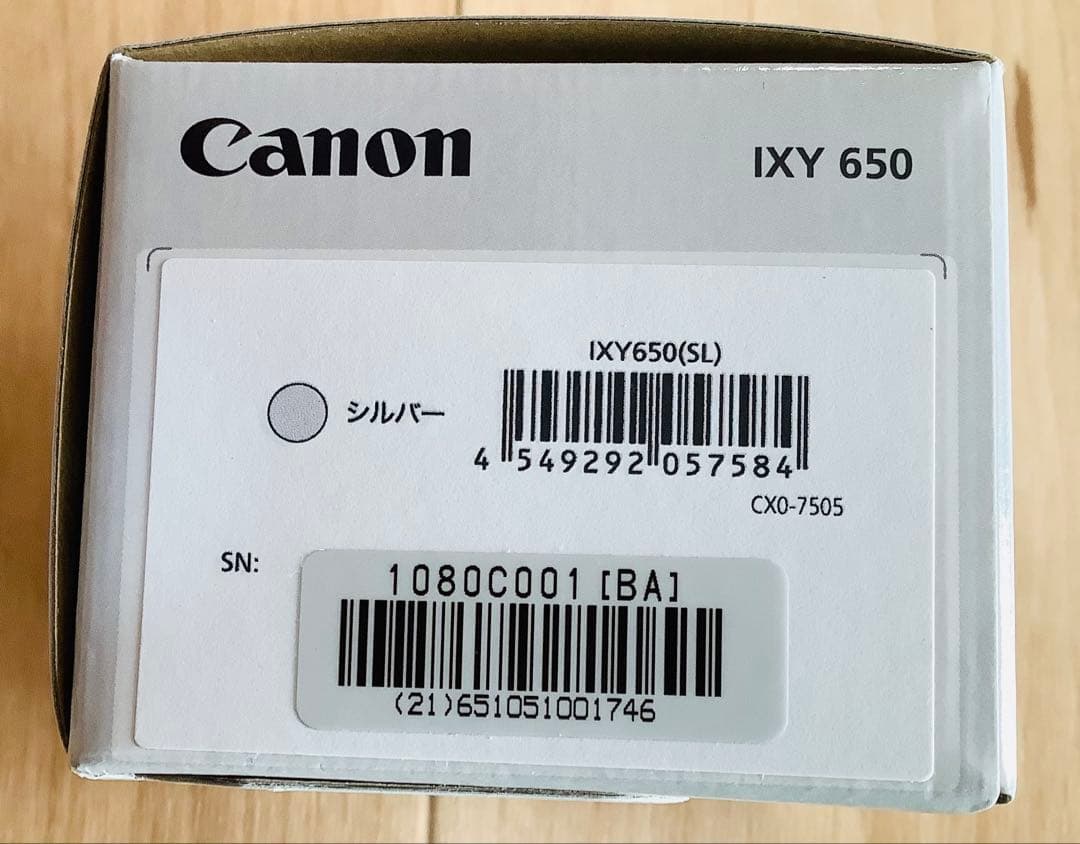 Canon
IXY 650
IXY650(SL)
シルバー
4 549292 057584
CX0-7505
SN:
1080C001 [BA]
(21)651051001746